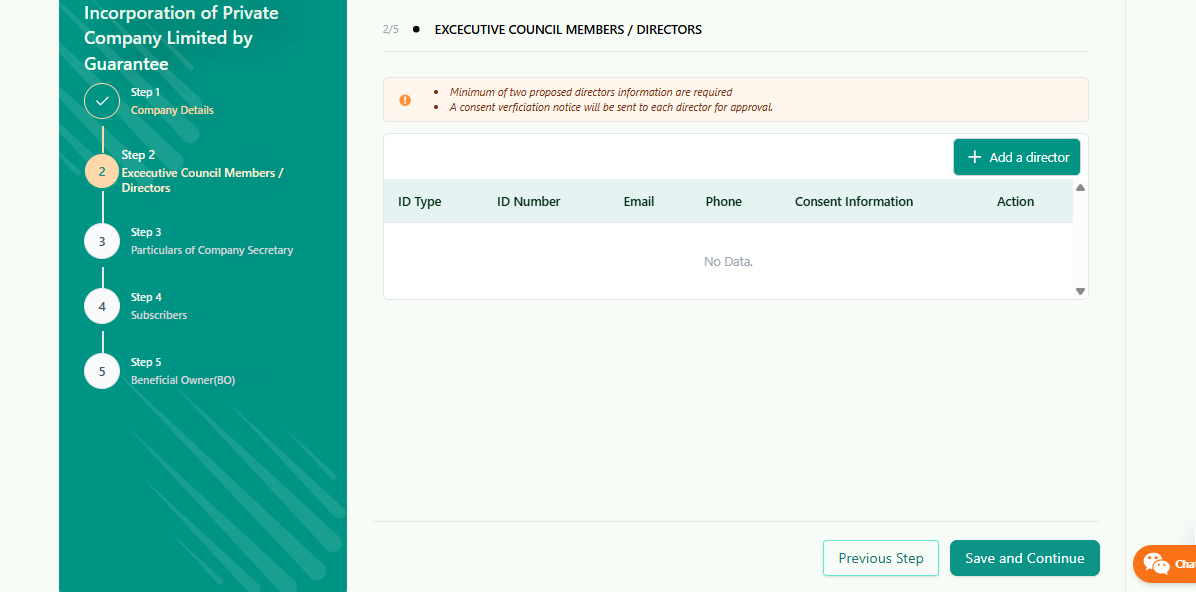 Incorporation of Private
Company Limited by
Guarantee
Step 1
Company Details
2
Step 2
Executive Council Members /
Directors
3
Step 3
Particulars of Company Secretary
4
Step 4
Subscribers
5
Step 5
Beneficial Owner(BO)
2/5 ● EXCECUTIVE COUNCIL MEMBERS / DIRECTORS
• Minimum of two proposed directors information are required
• A consent verficiation notice will be sent to each director for approval.
+ Add a director
ID Type ID Number Email Phone Consent Information Action
No Data.
Previous Step Save and Continue
Chat